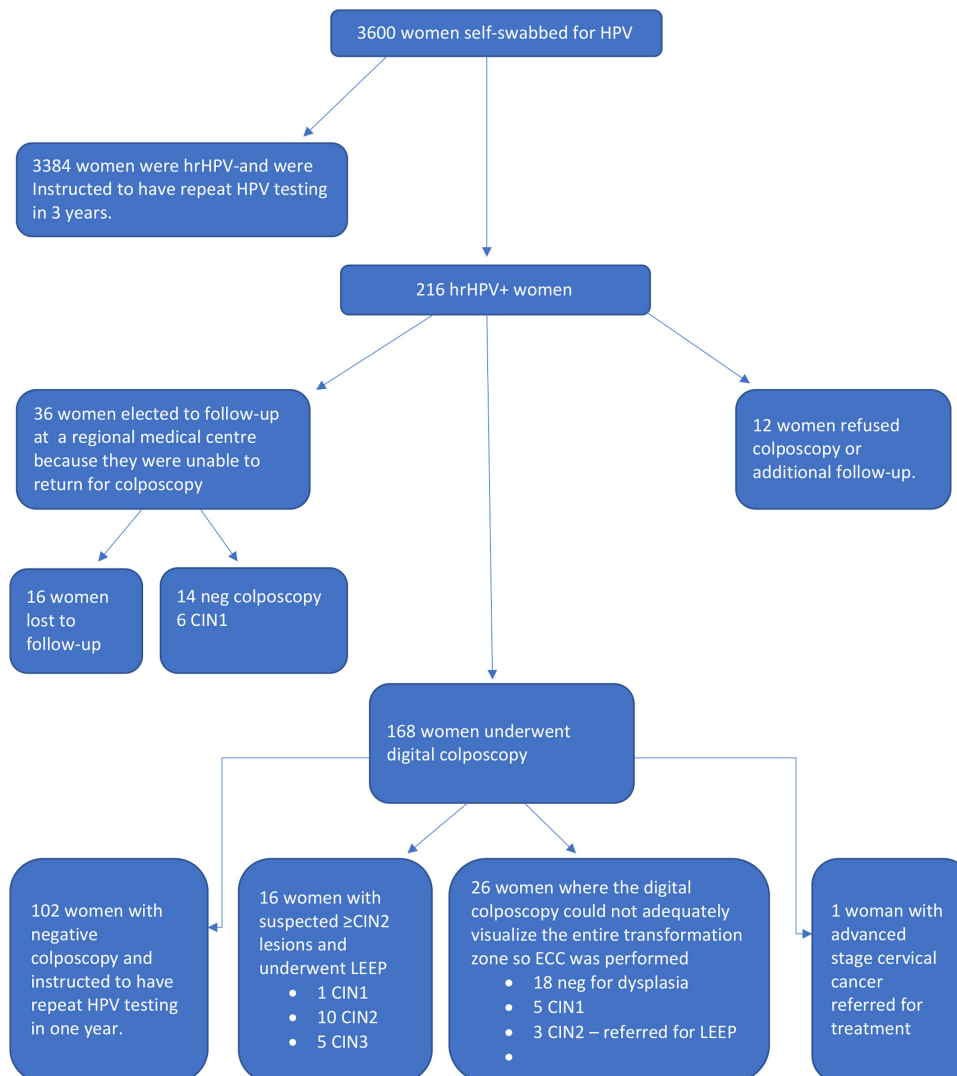 3600 women self-swabbed for HPV
3384 women were hrHPV-and were
Instructed to have repeat HPV testing
in 3 years.
216 hrHPV+ women
36 women elected to follow-up
at  a regional medical centre
because they were unable to
return for colposcopy
12 women refused
colposcopy or
additional follow-up.
16 women
lost to
follow-up
14 neg colposcopy
6 CIN1
168 women underwent
digital colposcopy
102 women with
negative
colposcopy and
instructed to have
repeat HPV testing
in one year.
16 women with
suspected ≥CIN2
lesions and
underwent LEEP
• 1 CIN1
• 10 CIN2
• 5 CIN3
26 women where the digital
colposcopy could not adequately
visualize the entire transformation
zone so ECC was performed
• 18 neg for dysplasia
• 5 CIN1
• 3 CIN2 – referred for LEEP
•
1 woman with
advanced
stage cervical
cancer
referred for
treatment